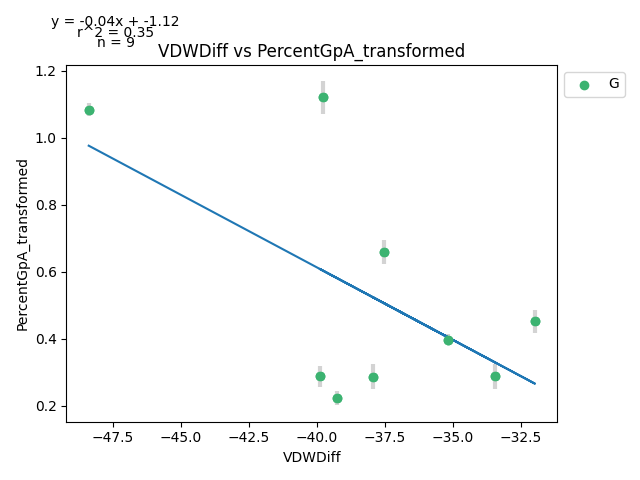 y = -0.04x + -1.12
r^2 = 0.35
n = 9
VDWDiff vs PercentGpA_transformed
G
PercentGpA_transformed
1.2
1.0
0.8
0.6
0.4
0.2
−47.5 −45.0 −42.5 −40.0 −37.5 −35.0 −32.5
VDWDiff